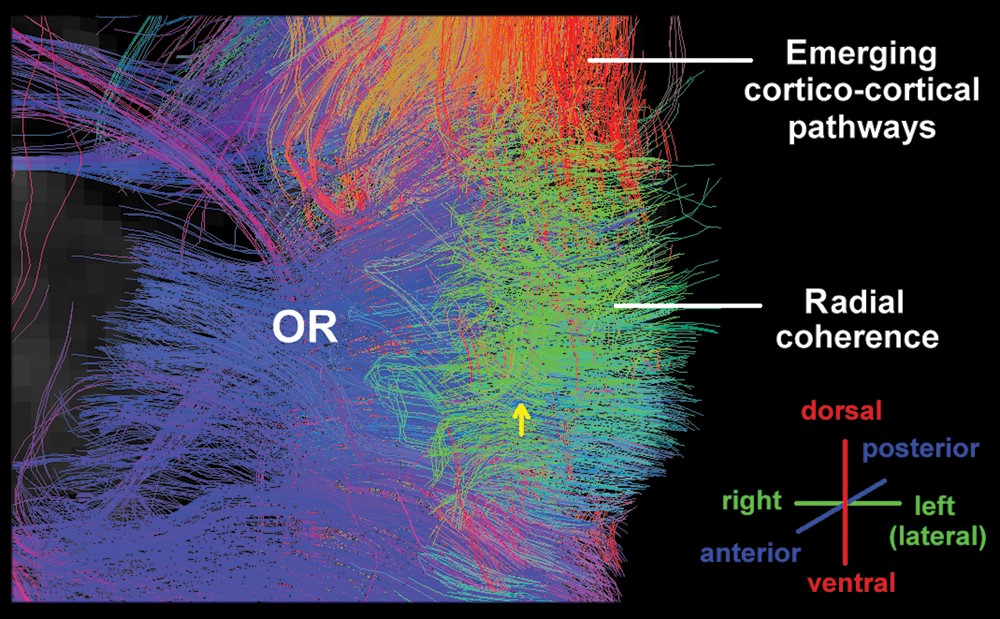 Emerging
cortico-cortical
pathways
OR
Radial
coherence
dorsal
posterior
right
left
(lateral)
anterior
ventral